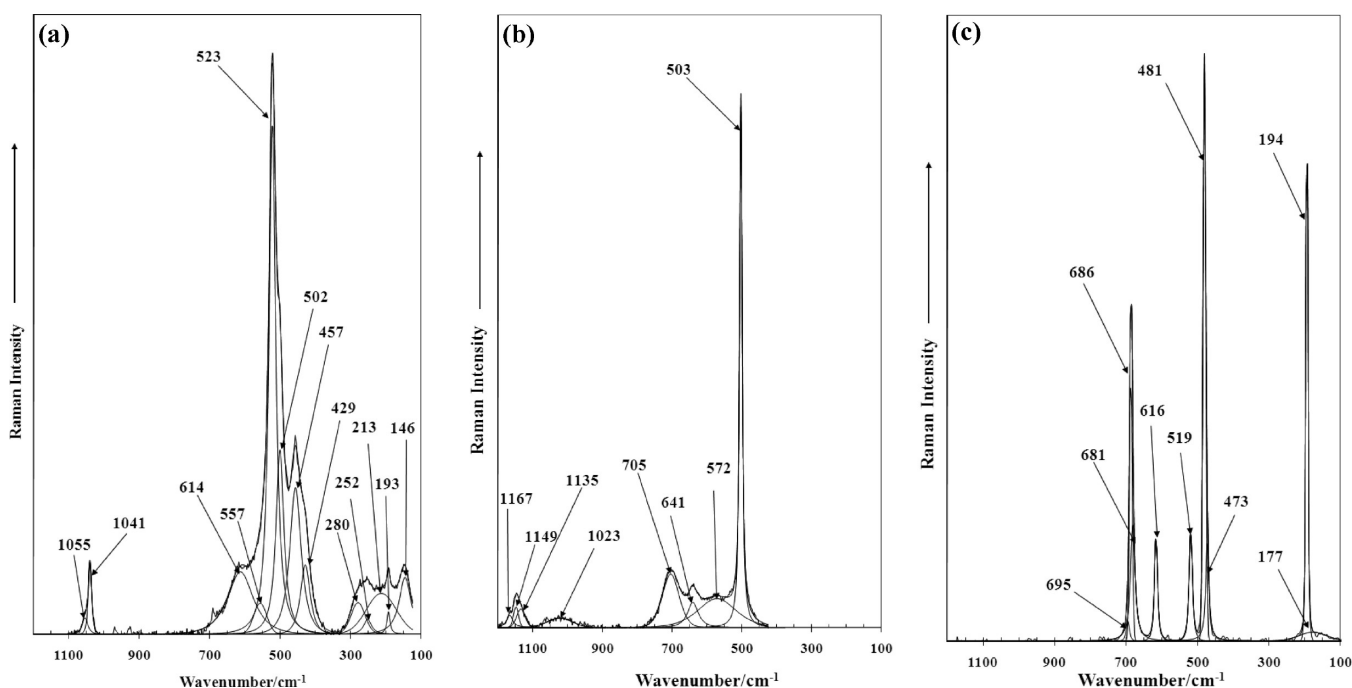 (a)
523
502
457
429
213
146
252
193
280
614
557
1041
1055
Raman Intensity
1100 900 700 500 300 100
Wavenumber/cm-1
(b)
503
705
572
641
1167
1135
1149
1023
Raman Intensity
1100 900 700 500 300 100
Wavenumber/cm-1
(c)
481
194
686
616
519
681
473
177
695
Raman Intensity
1100 900 700 500 300 100
Wavenumber/cm-1